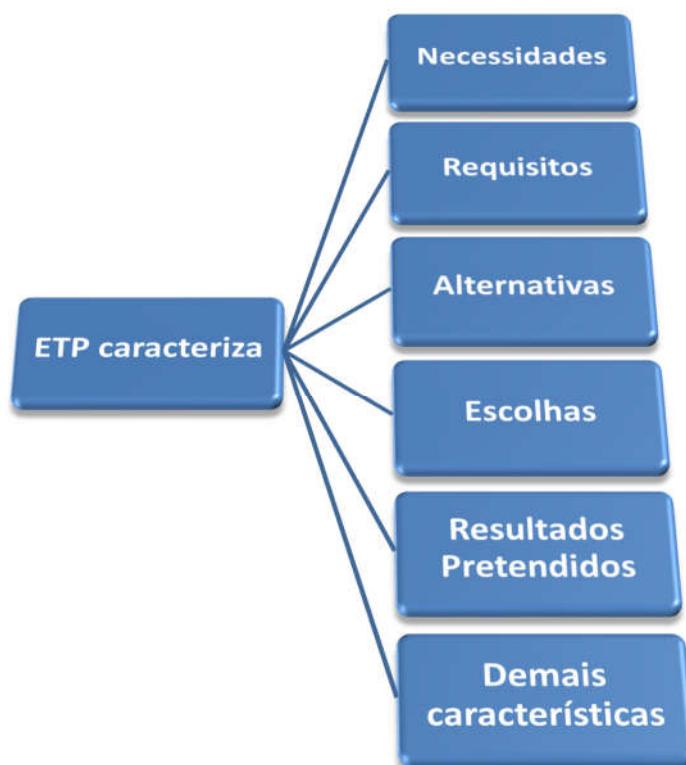 ETP caracteriza
Necessidades
Requisitos
Alternativas
Escolhas
Resultados
Pretendidos
Demais
características